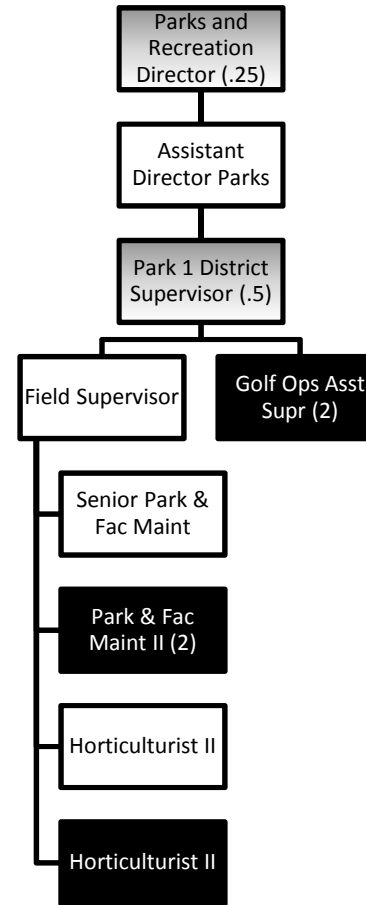 Parks and
Recreation
Director (.25)
Assistant
Director Parks
Park 1 District
Supervisor (.5)
Field Supervisor
Golf Ops Asst
Supr (2)
Senior Park &
Fac Maint
Park & Fac
Maint II (2)
Horticulturist II
Horticulturist II